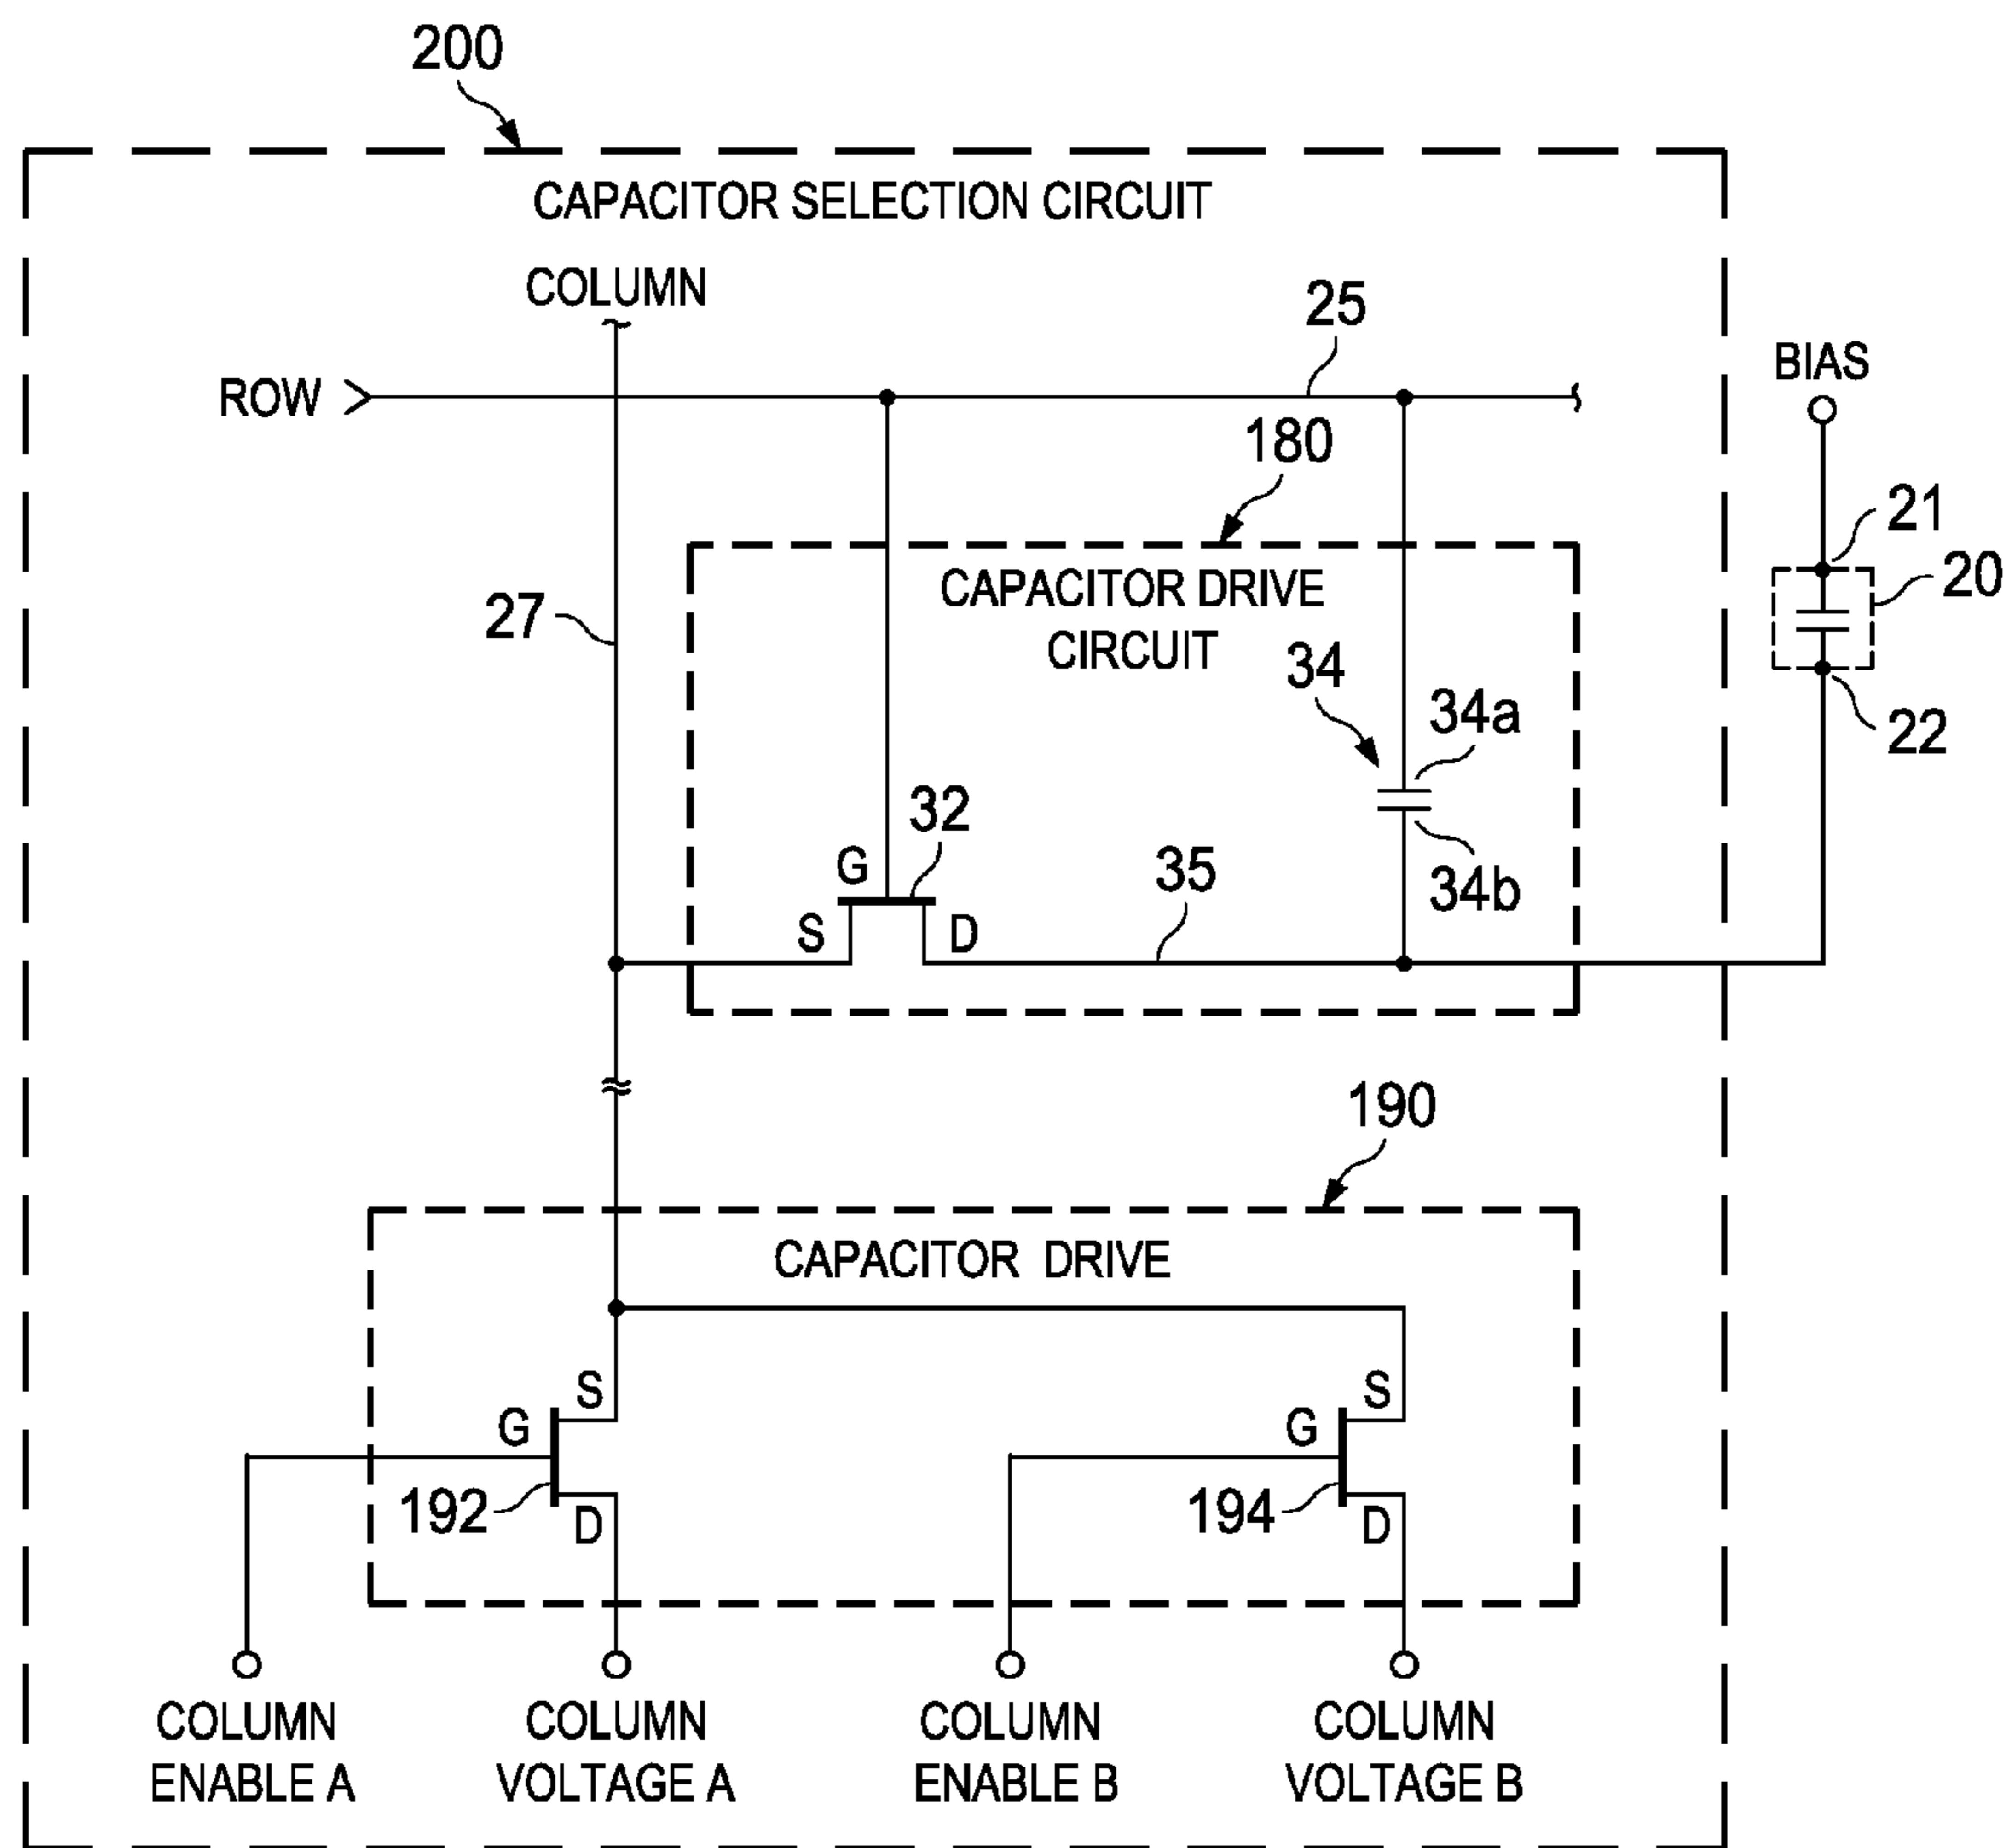 200
CAPACITOR SELECTION CIRCUIT
COLUMN
25
ROW
BIAS
180
21
20
CAPACITOR DRIVE
CIRCUIT
27
34
34a
22
32
G
35
34b
S
D
190
CAPACITOR DRIVE
S
S
G
G
192
D
194
D
COLUMN
ENABLE A
COLUMN
VOLTAGE A
COLUMN
ENABLE B
COLUMN
VOLTAGE B